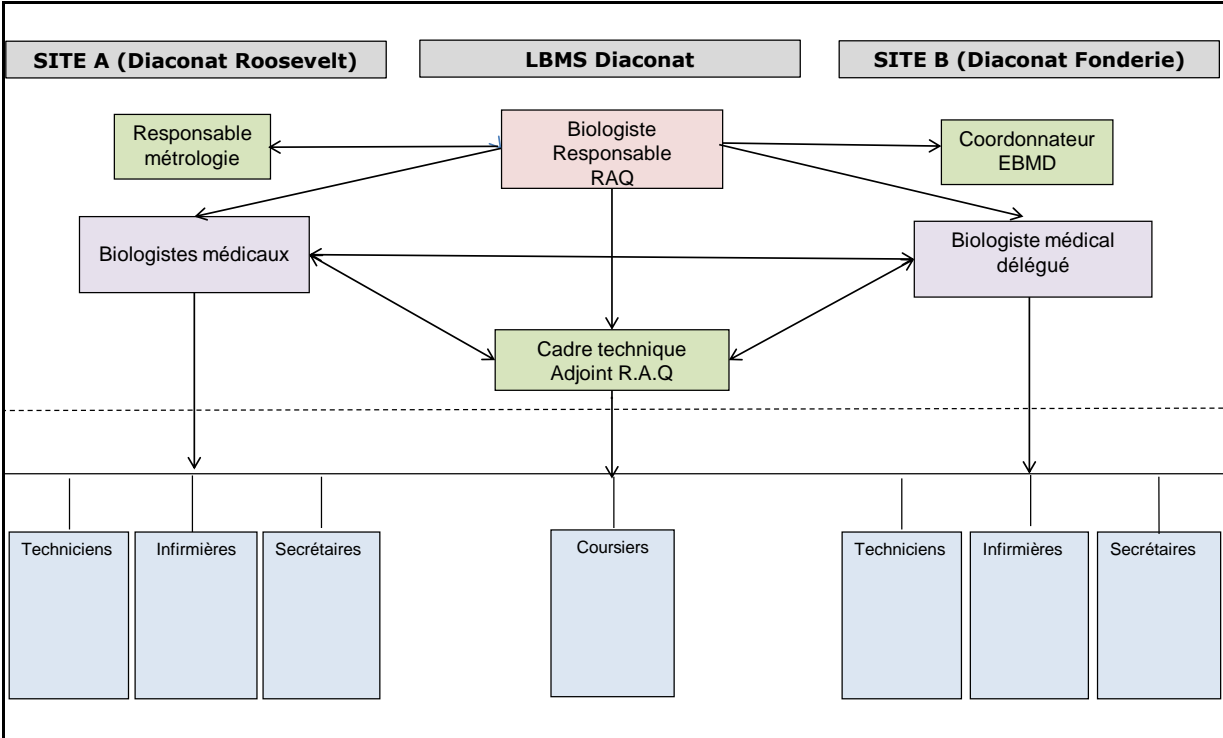 SITE A (Diaconat Roosevelt)
LBMS Diaconat
SITE B (Diaconat Fonderie)
Responsable
métrologie
Biologiste
Responsable
RAQ
Coordonnateur
EBMD
Biologistes médicaux
Biologiste médical
délégué
Cadre technique
Adjoint R.A.Q
Techniciens
Infirmières
Secrétaires
Coursiers
Techniciens
Infirmières
Secrétaires